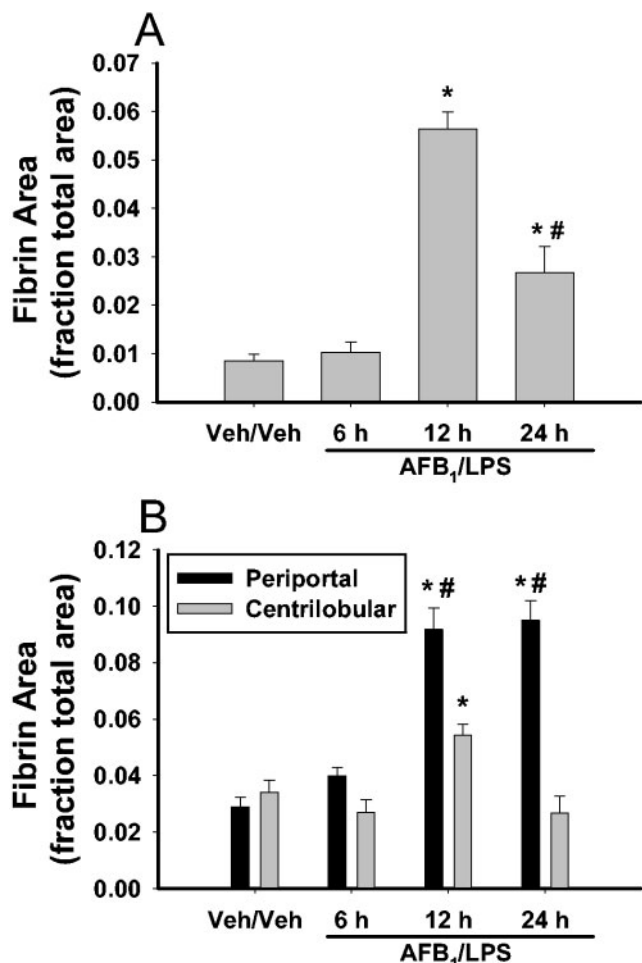 A
Fibrin Area
(fraction total area)
0.07
0.06
0.05
0.04
0.03
0.02
0.01
0.00
*
* #
Veh/Veh 6 h 12 h 24 h
AFB₁/LPS
B
Fibrin Area
(fraction total area)
0.12
0.10
0.08
0.06
0.04
0.02
0.00
Periportal
Centrilobular
* # * #
*
Veh/Veh 6 h 12 h 24 h
AFB₁/LPS